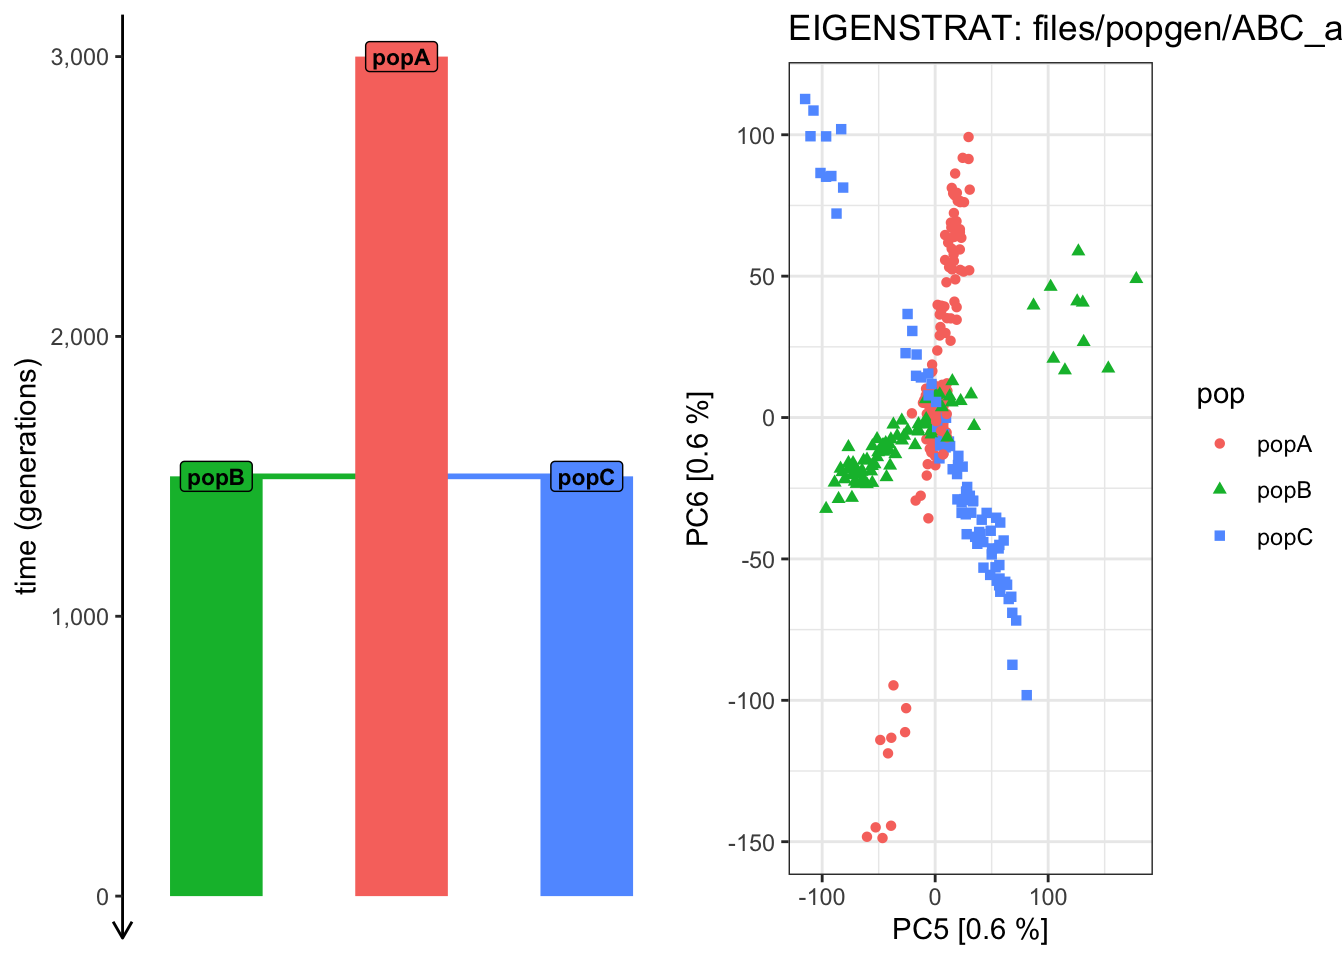 time (generations)
3,000
2,000
1,000
0
popA
popB
popC
EIGENSTRAT: files/popgen/ABC_a
PC6 [0.6 %]
100
50
0
-50
-100
-150
-100 0 100
PC5 [0.6 %]
pop
popA
popB
popC